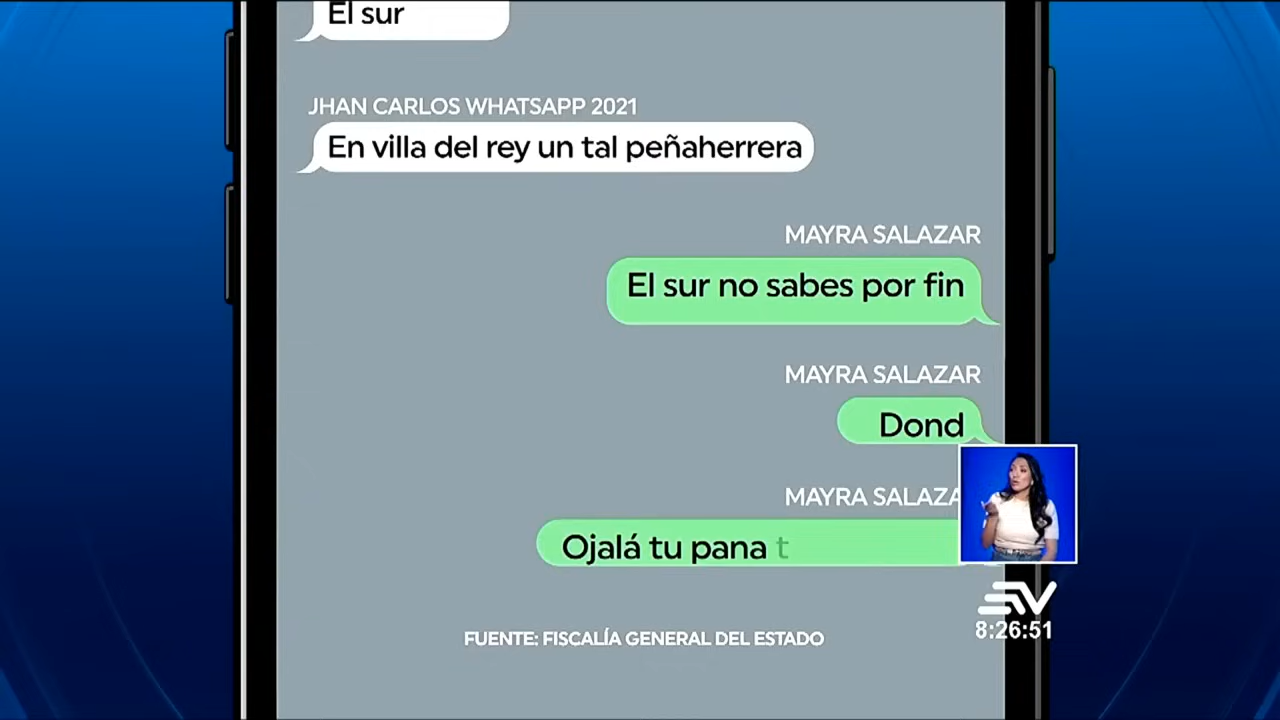 El sur
JHAN CARLOS WHATSAPP 2021
En villa del rey un tal peñaherrera
MAYRA SALAZAR
El sur no sabes por fin
MAYRA SALAZAR
Dond
MAYRA SALAZA
Ojalá tu pana t
FUENTE: FISCALÍA GENERAL DEL ESTADO
8:26:51